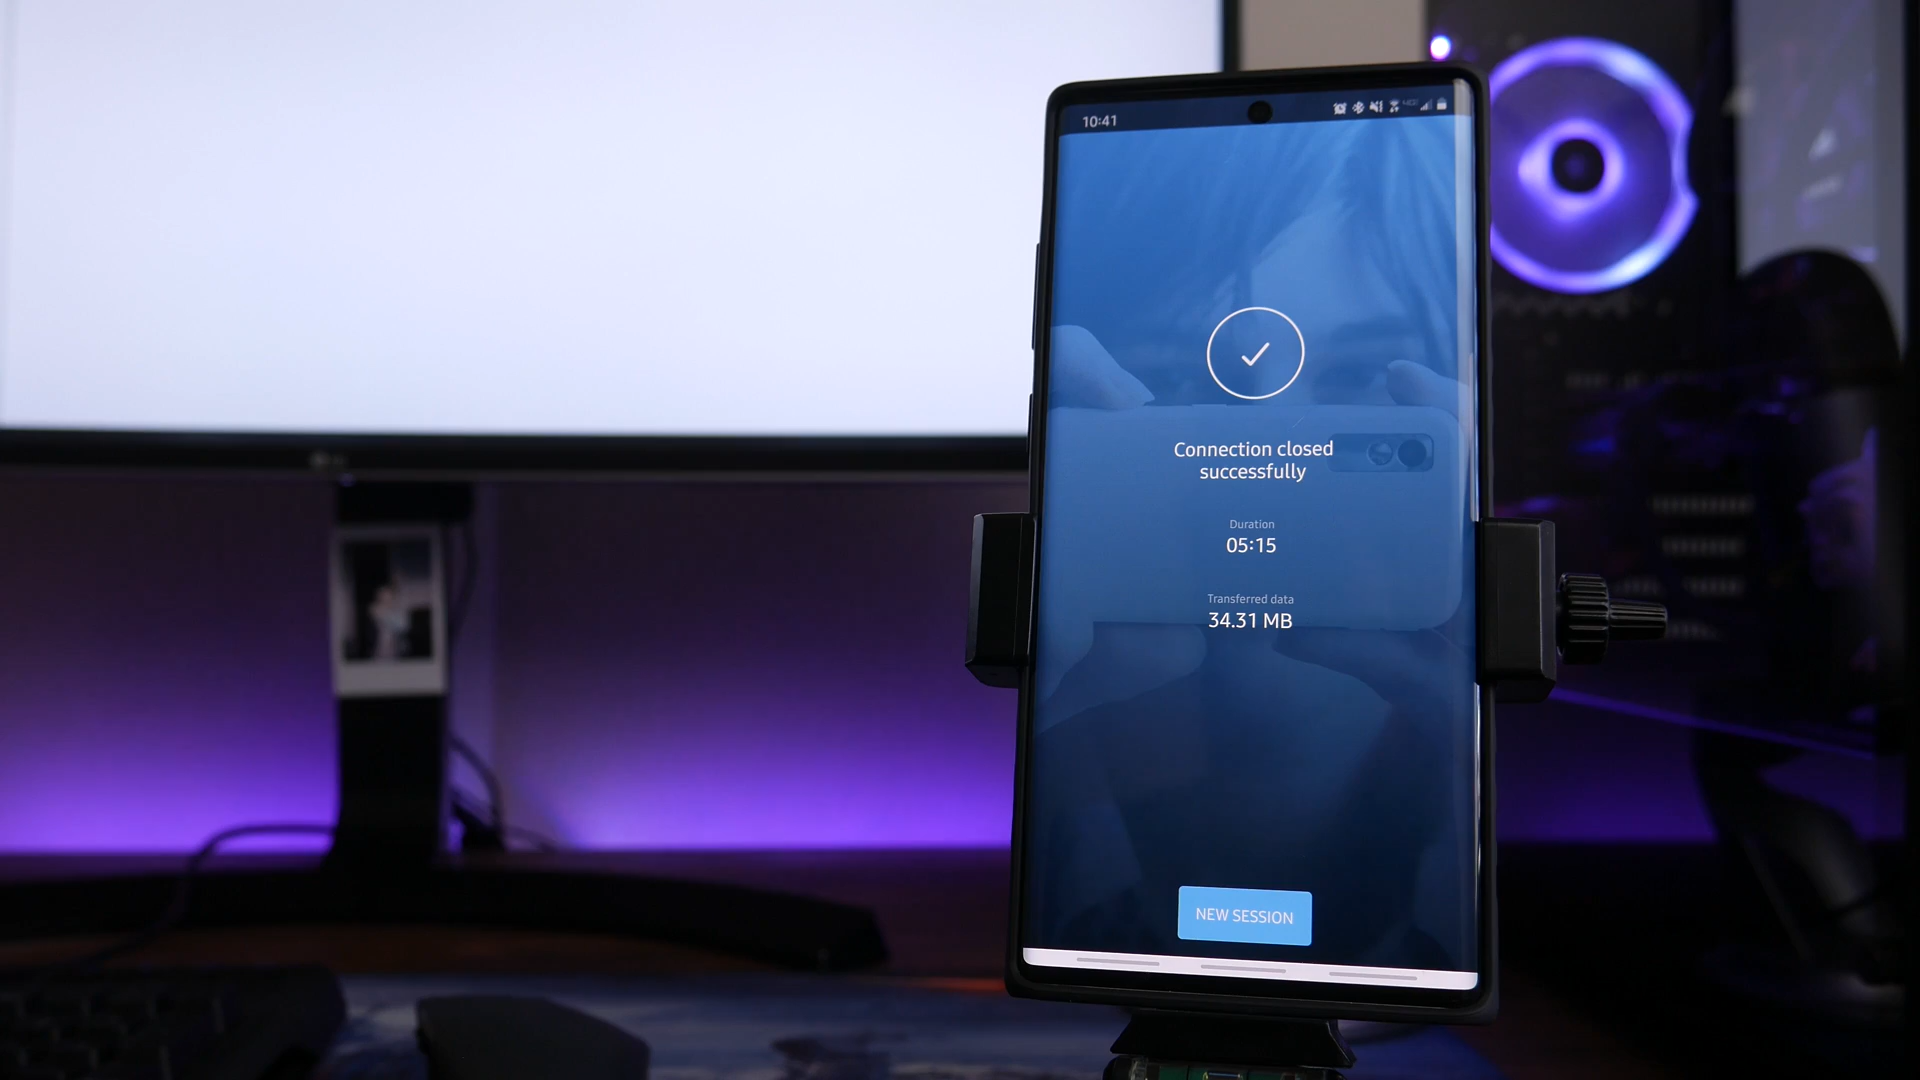 10:41
Connection closed
successfully
Duration
05:15
Transferred data
34.31 MB
NEW SESSION